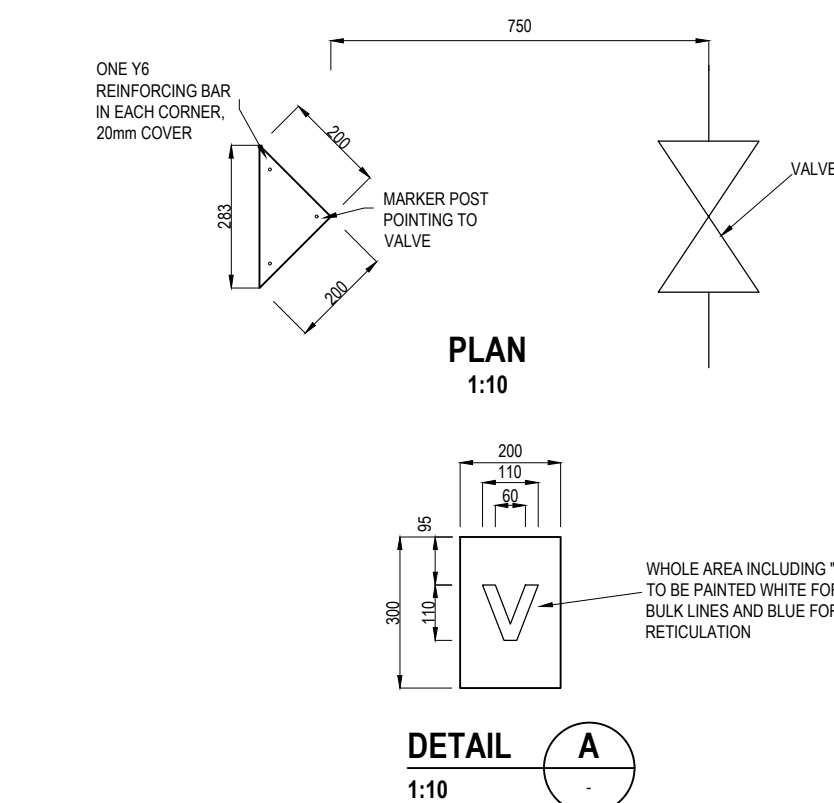 750
ONE Y6
REINFORCING BAR
IN EACH CORNER,
20mm COVER
200
283
MARKER POST
POINTING TO
VALVE
200
VALVE
PLAN
1:10
200
110
60
95
300
110
V
WHOLE AREA INCLUDING "
TO BE PAINTED WHITE FOR
BULK LINES AND BLUE FOR
RETICULATION
DETAIL A
1:10 -